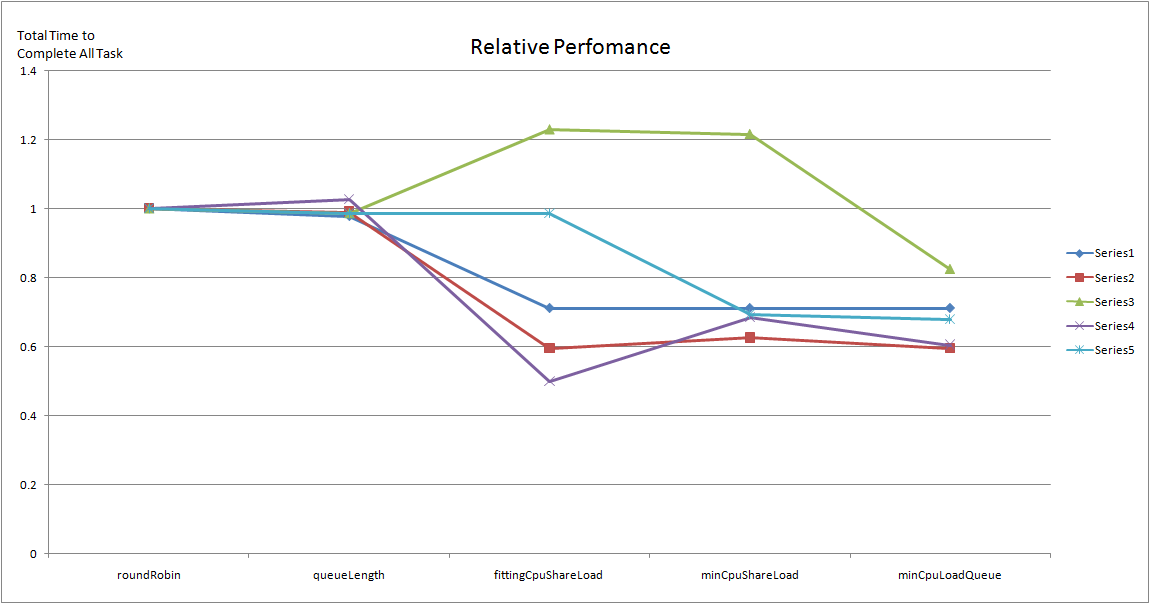 Total Time to
Complete All Task
Relative Perfomance
1.4
1.2
1
0.8
0.6
0.4
0.2
0
roundRobin
queueLength
fittingCpuShareLoad
minCpuShareLoad
minCpuLoadQueue
Series1
Series2
Series3
Series4
Series5